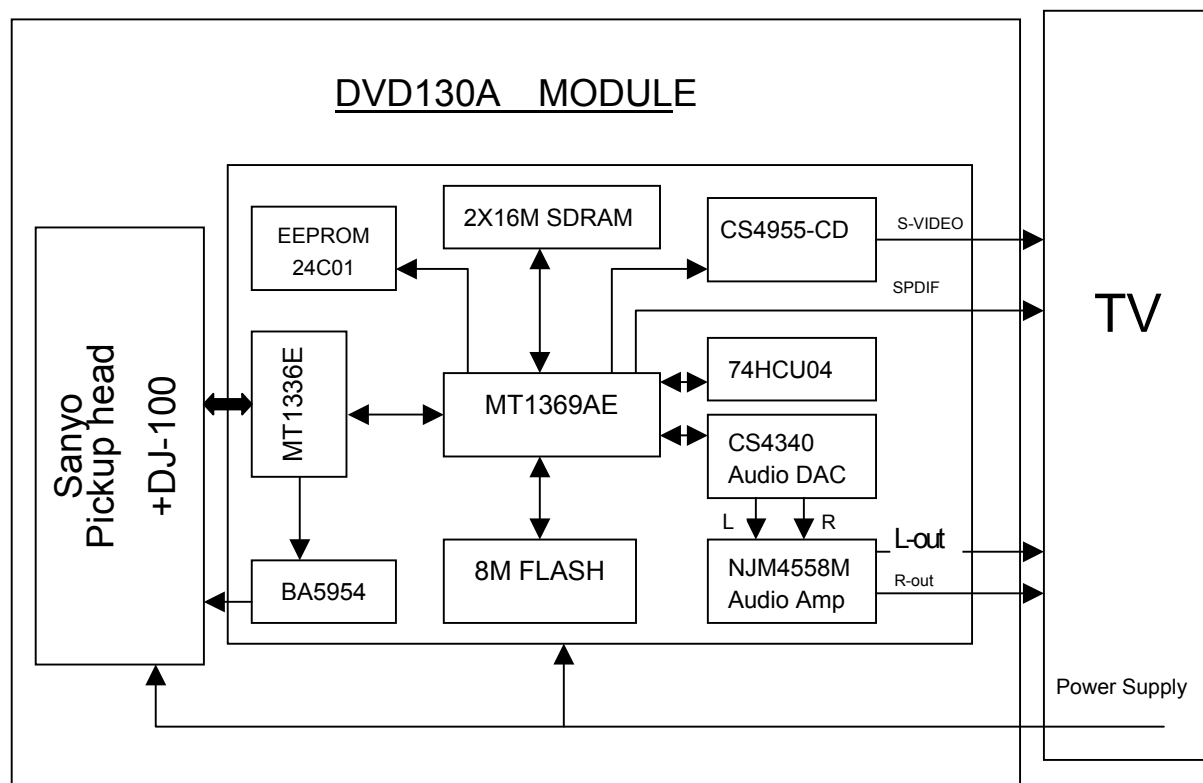 DVD130A MODULE
EEPROM
24C01
2X16M SDRAM
CS4955-CD
S-VIDEO
SPDIF
TV
Sanyo
Pickup head
+DJ-100
MT1336E
MT1369AE
74HCU04
CS4340
Audio DAC
L
R
BA5954
8M FLASH
NJM4558M
Audio Amp
L-out
R-out
Power Supply